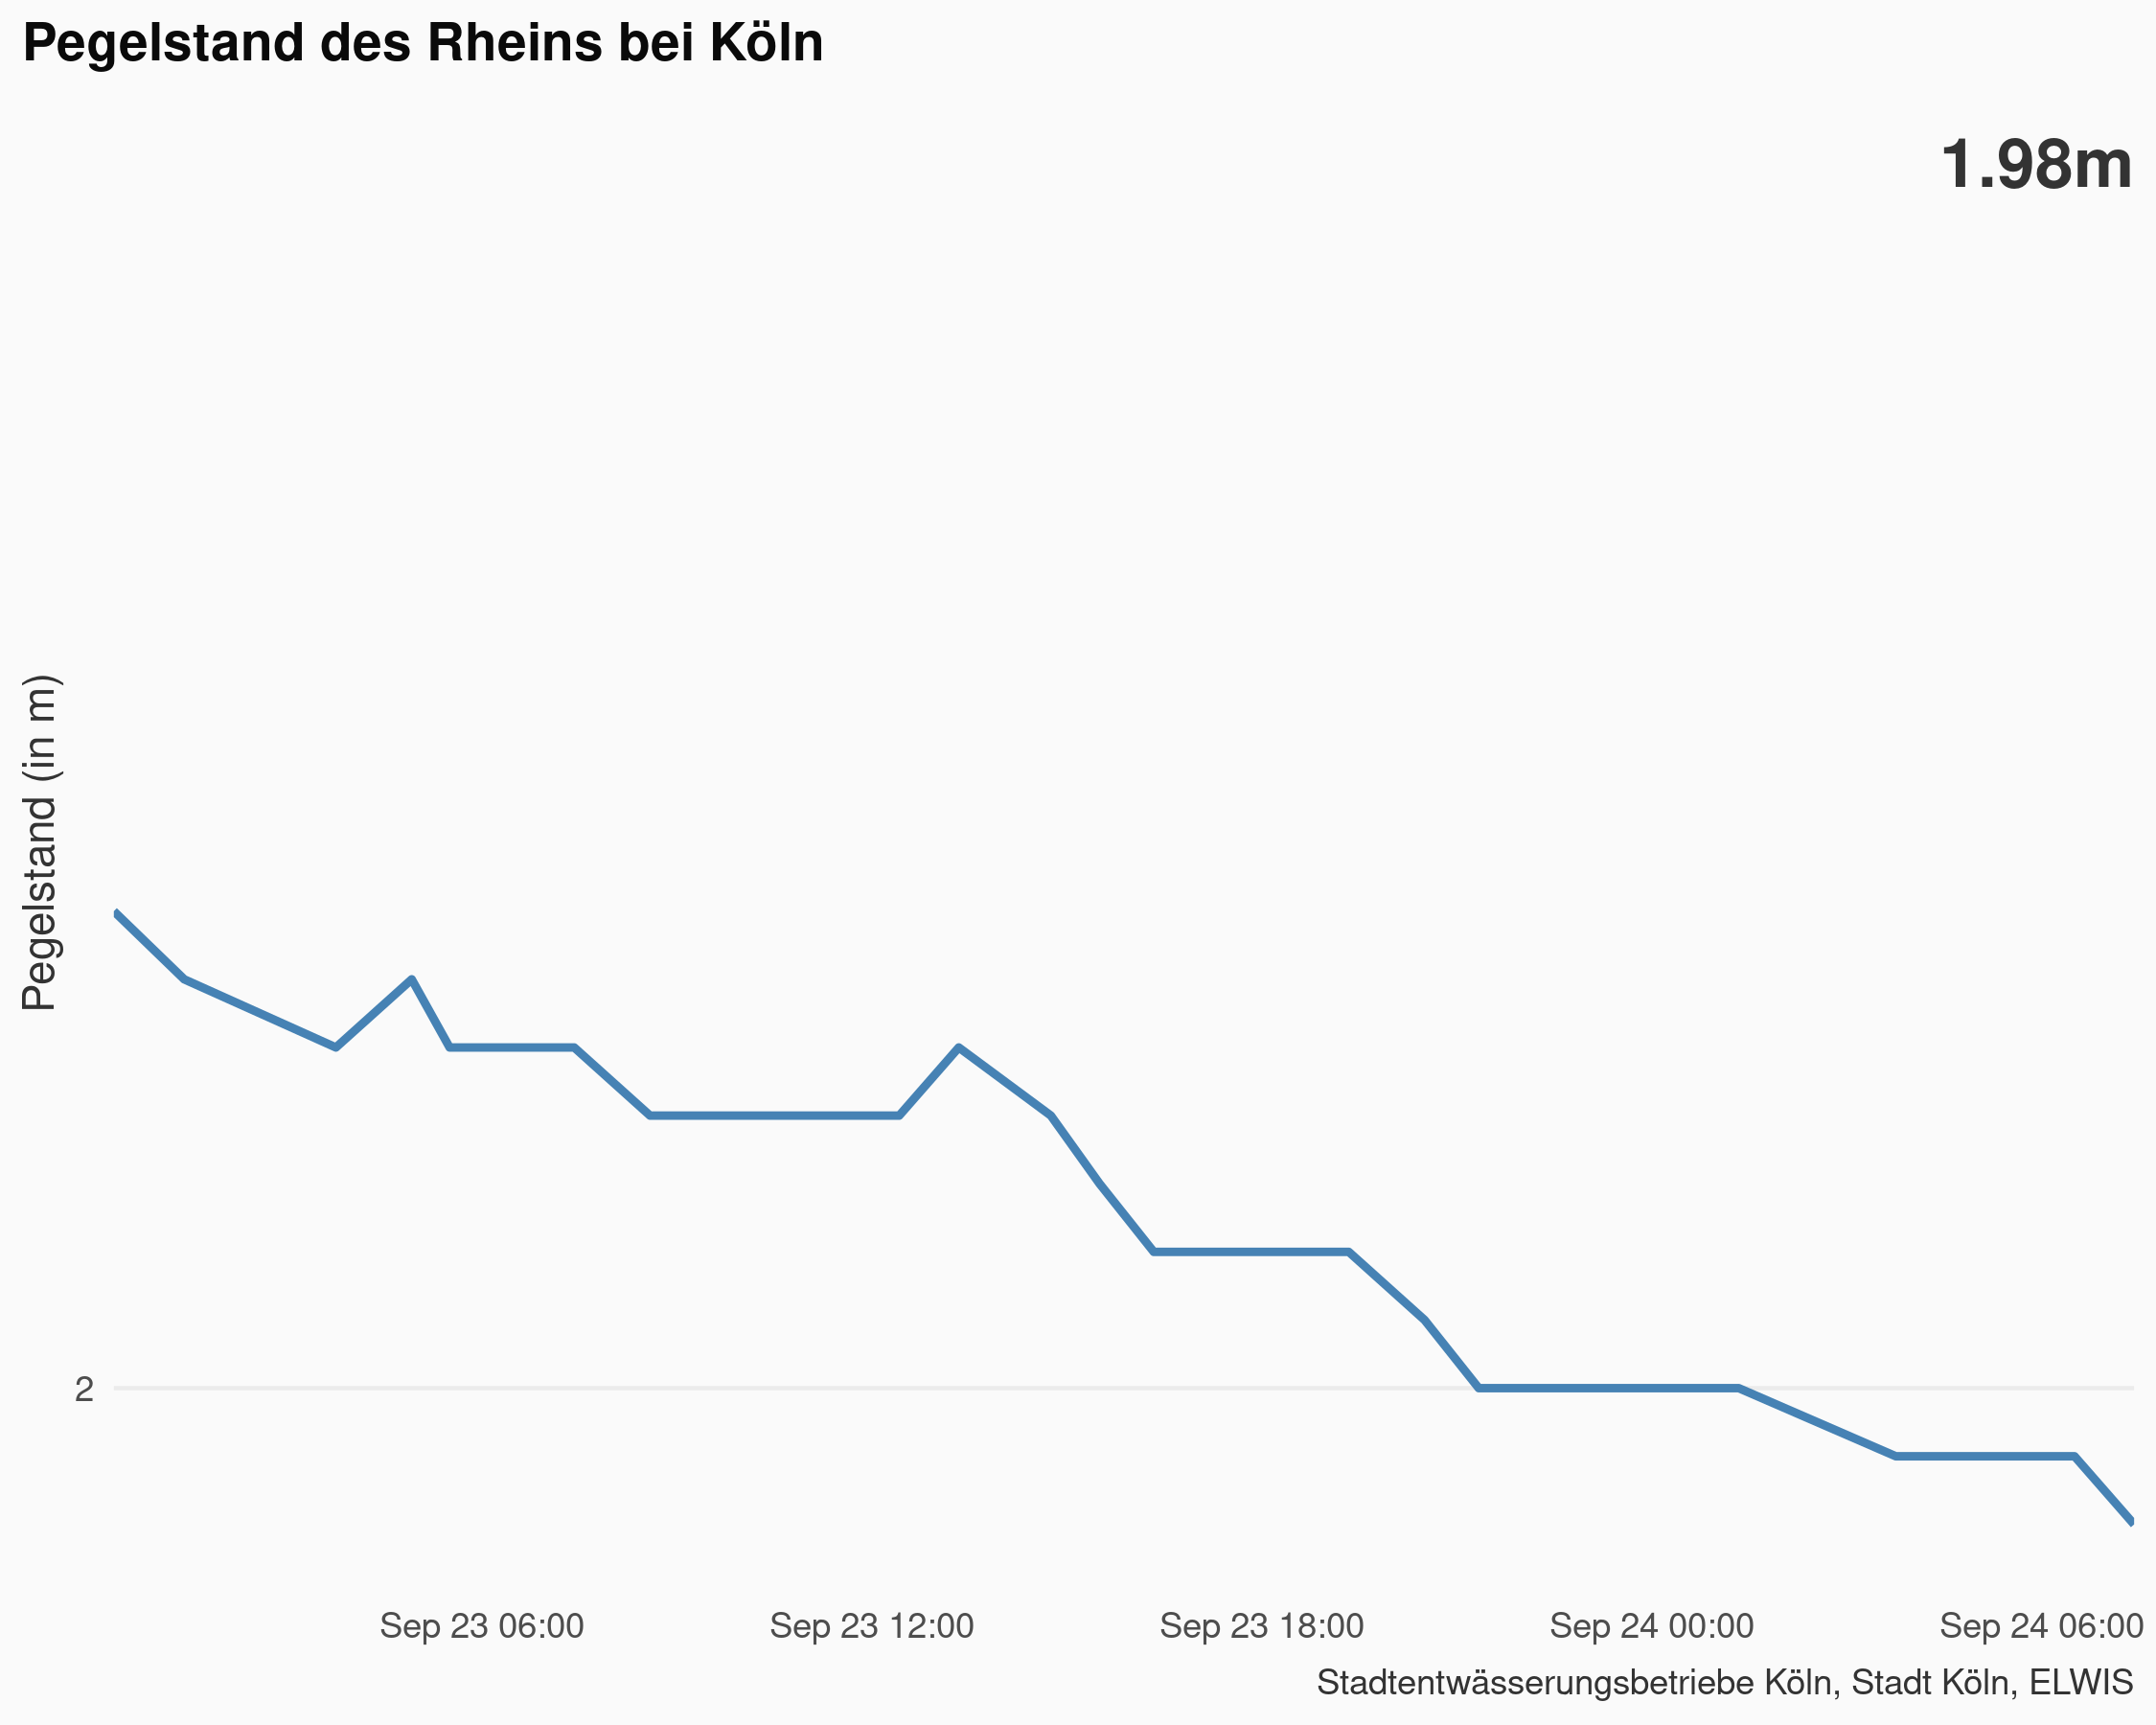 Pegelstand des Rheins bei Köln
1.98m
Pegelstand (in m)
2
Sep 23 06:00 Sep 23 12:00 Sep 23 18:00 Sep 24 00:00 Sep 24 06:00
Stadtentwässerungsbetriebe Köln, Stadt Köln, ELWIS